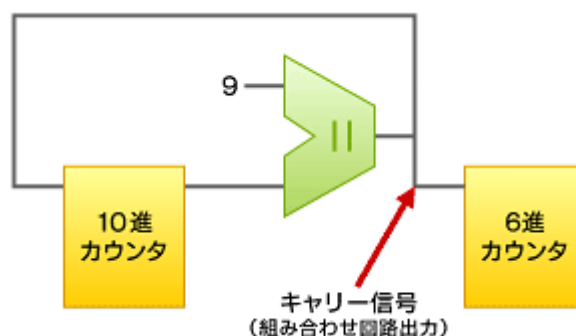 9
||
10進
カウンタ
6進
カウンタ
キャリー信号
（組み合わせ回路出力）